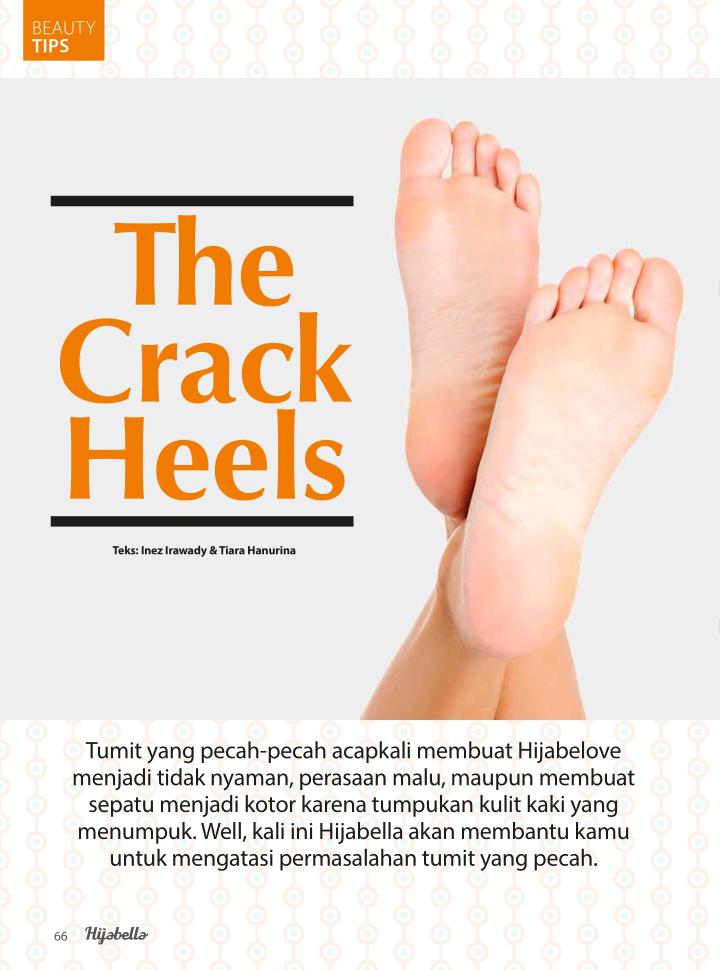 BEAUTY
TIPS
The
Crack
Heels
Teks: Inez Irawady & Tiara Hanurina
Tumit yang pecah-pecah acapkali membuat Hijabelove
menjadi tidak nyaman, perasaan malu, maupun membuat
sepatu menjadi kotor karena tumpukan kulit kaki yang
menumpuk. Well, kali ini Hijabella akan membantu kamu
untuk mengatasi permasalahan tumit yang pecah.
66 Hijabella